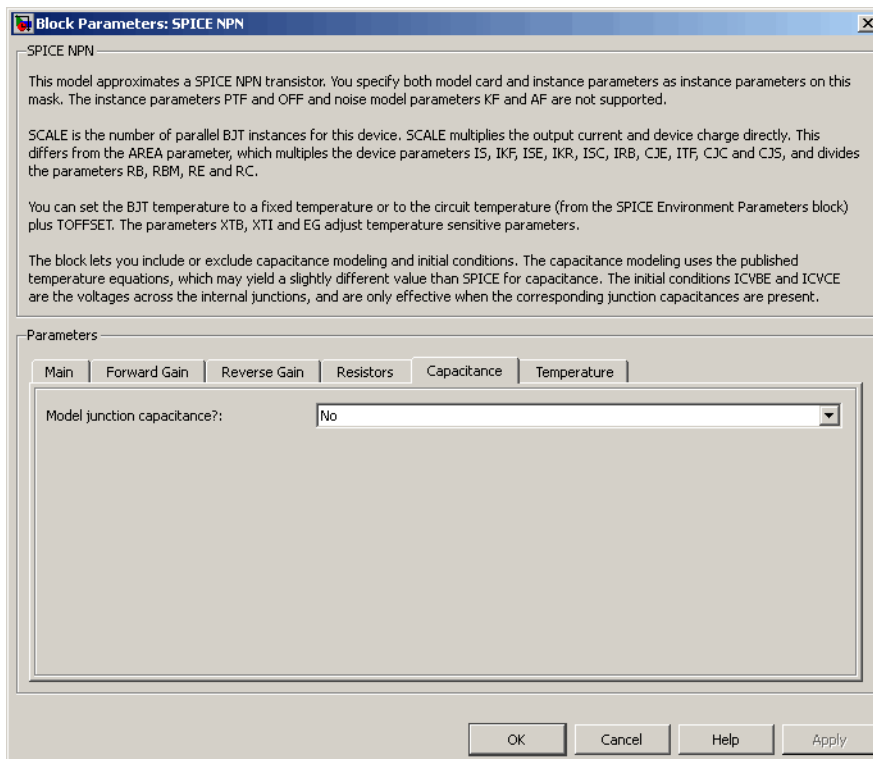 Block Parameters: SPICE NPN
SPICE NPN
This model approximates a SPICE NPN transistor. You specify both model card and instance parameters as instance parameters on this
mask. The instance parameters PTF and OFF and noise model parameters KF and AF are not supported.
SCALE is the number of parallel BJT instances for this device. SCALE multiplies the output current and device charge directly. This
differs from the AREA parameter, which multiples the device parameters IS, IKF, ISE, IKR, ISC, IRB, CJE, ITF, CJC and CJS, and divides
the parameters RB, RBM, RE and RC.
You can set the BJT temperature to a fixed temperature or to the circuit temperature (from the SPICE Environment Parameters block)
plus TOFFSET. The parameters XTB, XTI and EG adjust temperature sensitive parameters.
The block lets you include or exclude capacitance modeling and initial conditions. The capacitance modeling uses the published
temperature equations, which may yield a slightly different value than SPICE for capacitance. The initial conditions ICVBE and ICVCE
are the voltages across the internal junctions, and are only effective when the corresponding junction capacitances are present.
Parameters
Main Forward Gain Reverse Gain Resistors Capacitance Temperature
Model junction capacitance?: No
OK Cancel Help Apply